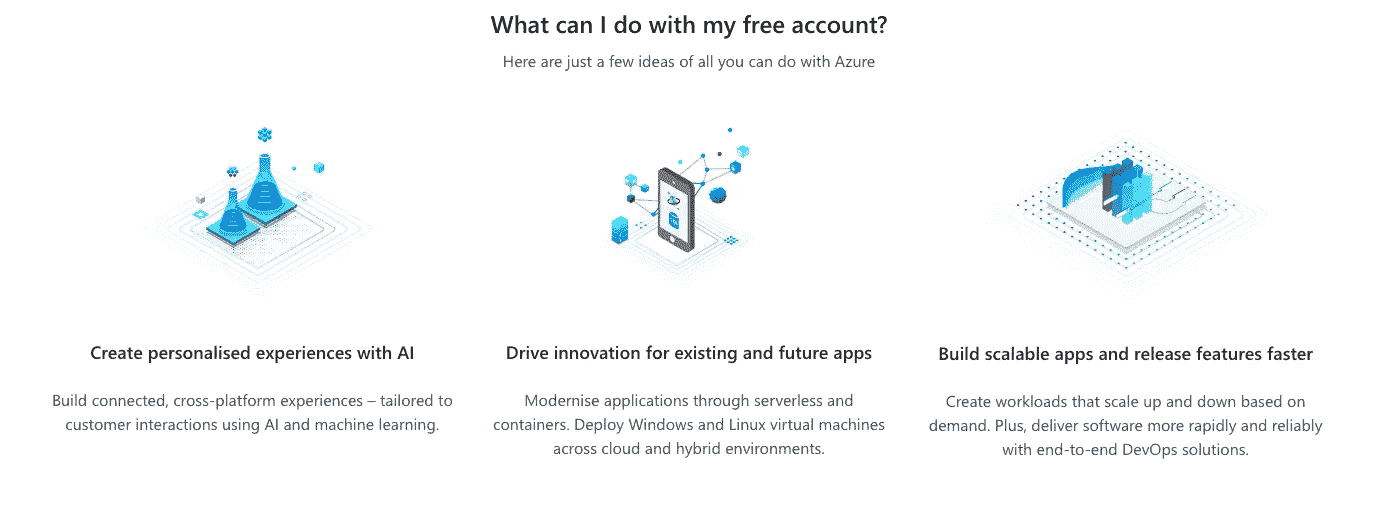 What can I do with my free account?
Here are just a few ideas of all you can do with Azure
Create personalised experiences with AI
Build connected, cross-platform experiences – tailored to
customer interactions using AI and machine learning.
Drive innovation for existing and future apps
Modernise applications through serverless and
containers. Deploy Windows and Linux virtual machines
across cloud and hybrid environments.
Build scalable apps and release features faster
Create workloads that scale up and down based on
demand. Plus, deliver software more rapidly and reliably
with end-to-end DevOps solutions.